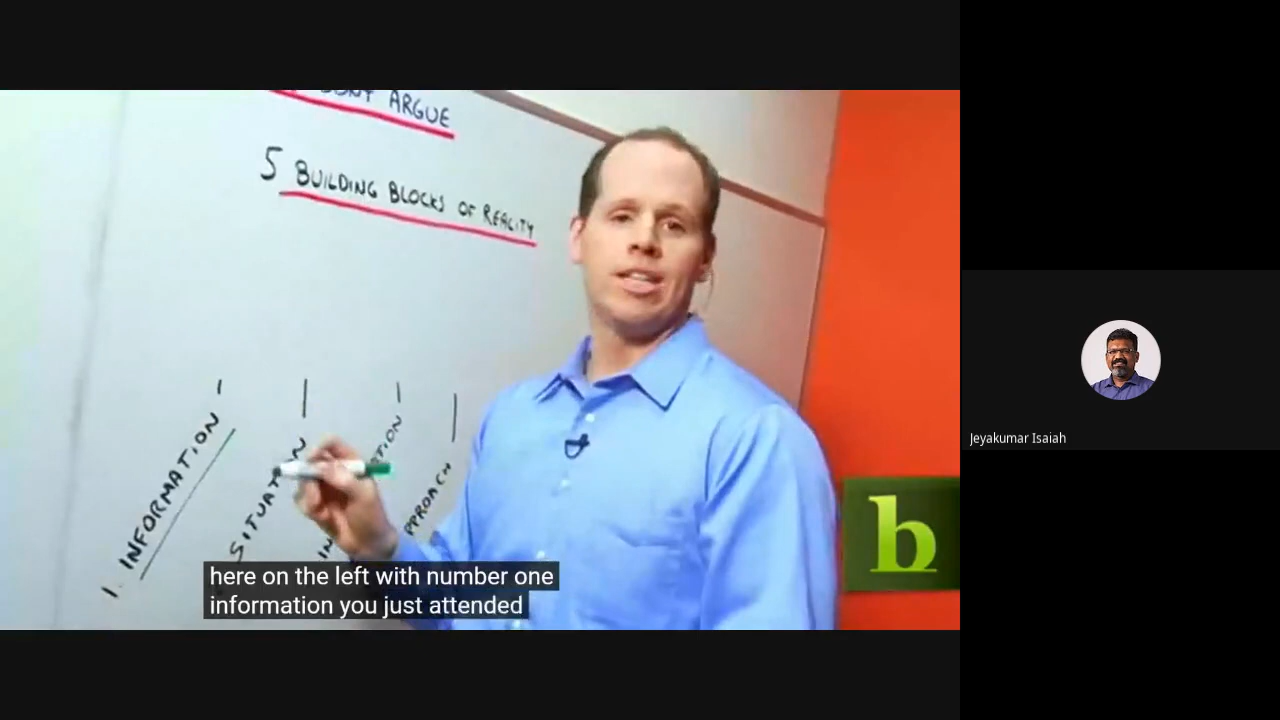 ARGUE
5 BUILDING BLOCKS OF REALITY
1. INFORMATION
SITUATION
b
here on the left with number one
information you just attended
Jeyakumar Isaiah